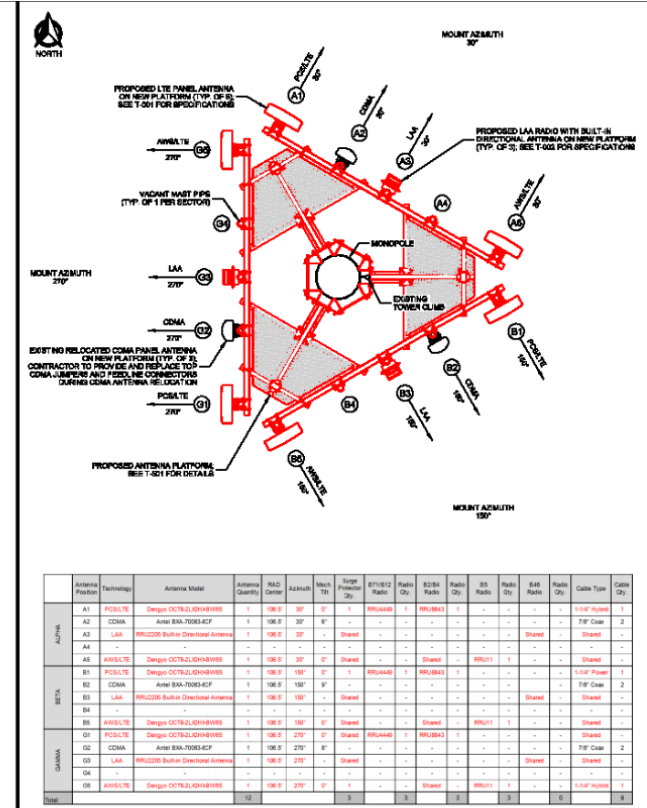 NORTH
MOUNT AZIMUTH
30°
PCS/LTE
30°
A1
PROPOSED LTE PANEL ANTENNA
ON NEW PLATFORM (TYP. OF 6);
SEE T-501 FOR SPECIFICATIONS
CDMA
30°
A2
LAA
30°
A3
PROPOSED LAA RADIO WITH BUILT-IN
DIRECTIONAL ANTENNA ON NEW PLATFORM
(TYP. OF 3); SEE T-502 FOR SPECIFICATIONS
AWS/LTE
270°
G5
VACANT MAST PIPE
(TYP. OF 1 PER SECTOR)
G4
A4
AWS/LTE
30°
A5
MONOPOLE
MOUNT AZIMUTH
270°
LAA
270°
G3
EXISTING
TOWER CLIMB
CDMA
270°
G2
EXISTING RELOCATED CDMA PANEL ANTENNA
ON NEW PLATFORM (TYP. OF 3);
CONTRACTOR TO PROVIDE AND REPLACE TOP
CDMA JUMPERS AND FEEDLINE CONNECTORS
DURING CDMA ANTENNA RELOCATION
PCS/LTE
270°
G1
B1
PCS/LTE
150°
B2
CDMA
150°
B3
LAA
150°
B4
B5
AWS/LTE
150°
PROPOSED ANTENNA PLATFORM;
SEE T-501 FOR DETAILS
MOUNT AZIMUTH
150°
Antenna Position Technology Antenna Model Antenna Quantity RAD Center Azimuth Mech. Tilt Surge Protector Qty. B71/B12 Radio Radio Qty. B2/B4 Radio Radio Qty. B5 Radio Radio Qty. B46 Radio Radio Qty. Cable Type Cable Qty.
ALPHA
A1 PCS/LTE Dengyo OCT8-2LX2HX-BW65 1 106.5' 30° 0° 1 RRU4449 1 RRU8843 1 - - - - 1-1/4" Hybrid 1
A2 CDMA Antel BXA-70063-6CF 1 106.5' 30° 6° - - - - - - - - 7/8" Coax 2
A3 LAA RRU2205 Built-in Directional Antenna 1 106.5' 30° - Shared - - - - - - Shared - Shared -
A4 - - - - - - - - - - - - - - - - -
A5 AWS/LTE Dengyo OCT8-2LX2HX-BW65 1 106.5' 30° 0° Shared - - Shared - RRU11 1 - - Shared -
BETA
B1 PCS/LTE Dengyo OCT8-2LX2HX-BW65 1 106.5' 150° 0° 1 RRU4449 1 RRU8843 1 - - - - 1-1/4" Power 1
B2 CDMA Antel BXA-70063-6CF 1 106.5' 150° 9° - - - - - - - - 7/8" Coax 2
B3 LAA RRU2205 Built-in Directional Antenna 1 106.5' 150° - Shared - - - - - - Shared - Shared -
B4 - - - - - - - - - - - - - - - - -
B5 AWS/LTE Dengyo OCT8-2LX2HX-BW65 1 106.5' 150° 0° Shared - - Shared - RRU11 1 - - Shared -
GAMMA
G1 PCS/LTE Dengyo OCT8-2LX2HX-BW65 1 106.5' 270° 0° Shared RRU4449 1 RRU8843 1 - - - - Shared -
G2 CDMA Antel BXA-70063-6CF 1 106.5' 270° 8° - - - - - - - - 7/8" Coax 2
G3 LAA RRU2205 Built-in Directional Antenna 1 106.5' 270° - Shared - - - - - - Shared - Shared -
G4 - - - - - - - - - - - - - - - - -
G5 AWS/LTE Dengyo OCT8-2LX2HX-BW65 1 106.5' 270° 0° 1 - - Shared - RRU11 1 - - 1-1/4" Hybrid 1
Total: 12 3 3 3 3 0 9